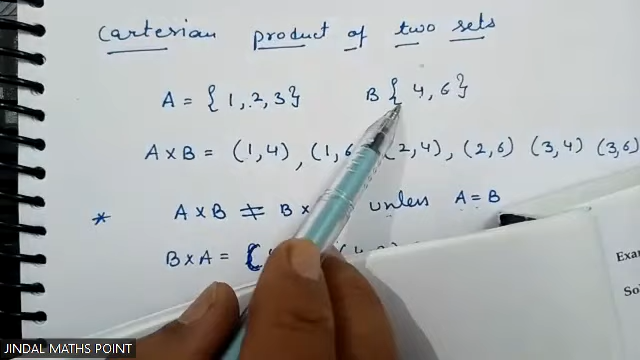 Cartesian product of two sets
A = { 1, 2, 3 } B { 4, 6 }
A × B = (1, 4), (1, 6 (2, 4), (2, 6) (3, 4) (3, 6)
* A × B ≠ B × unless A = B
B × A = {
Exa
So
JINDAL MATHS POINT